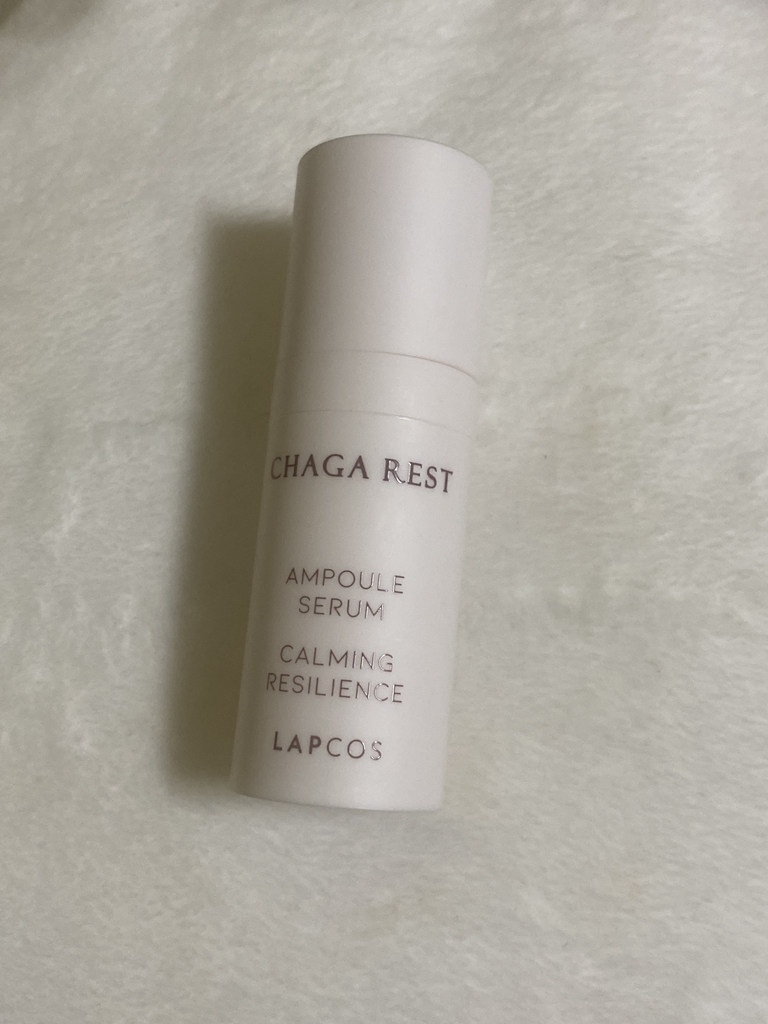 CHAGA REST
AMPOULE
SERUM
CALMING
RESILIENCE
LAPCOS